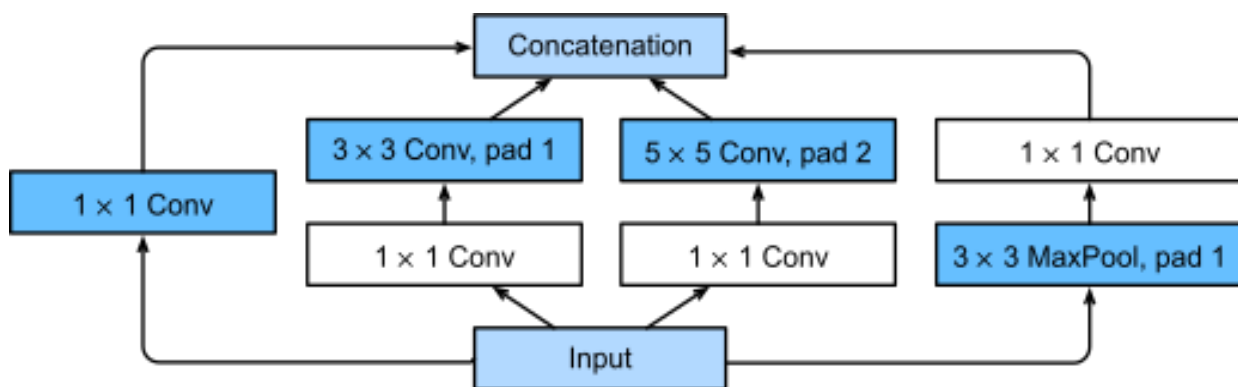 Concatenation
3 × 3 Conv, pad 1
5 × 5 Conv, pad 2
1 × 1 Conv
1 × 1 Conv
1 × 1 Conv
1 × 1 Conv
3 × 3 MaxPool, pad 1
Input